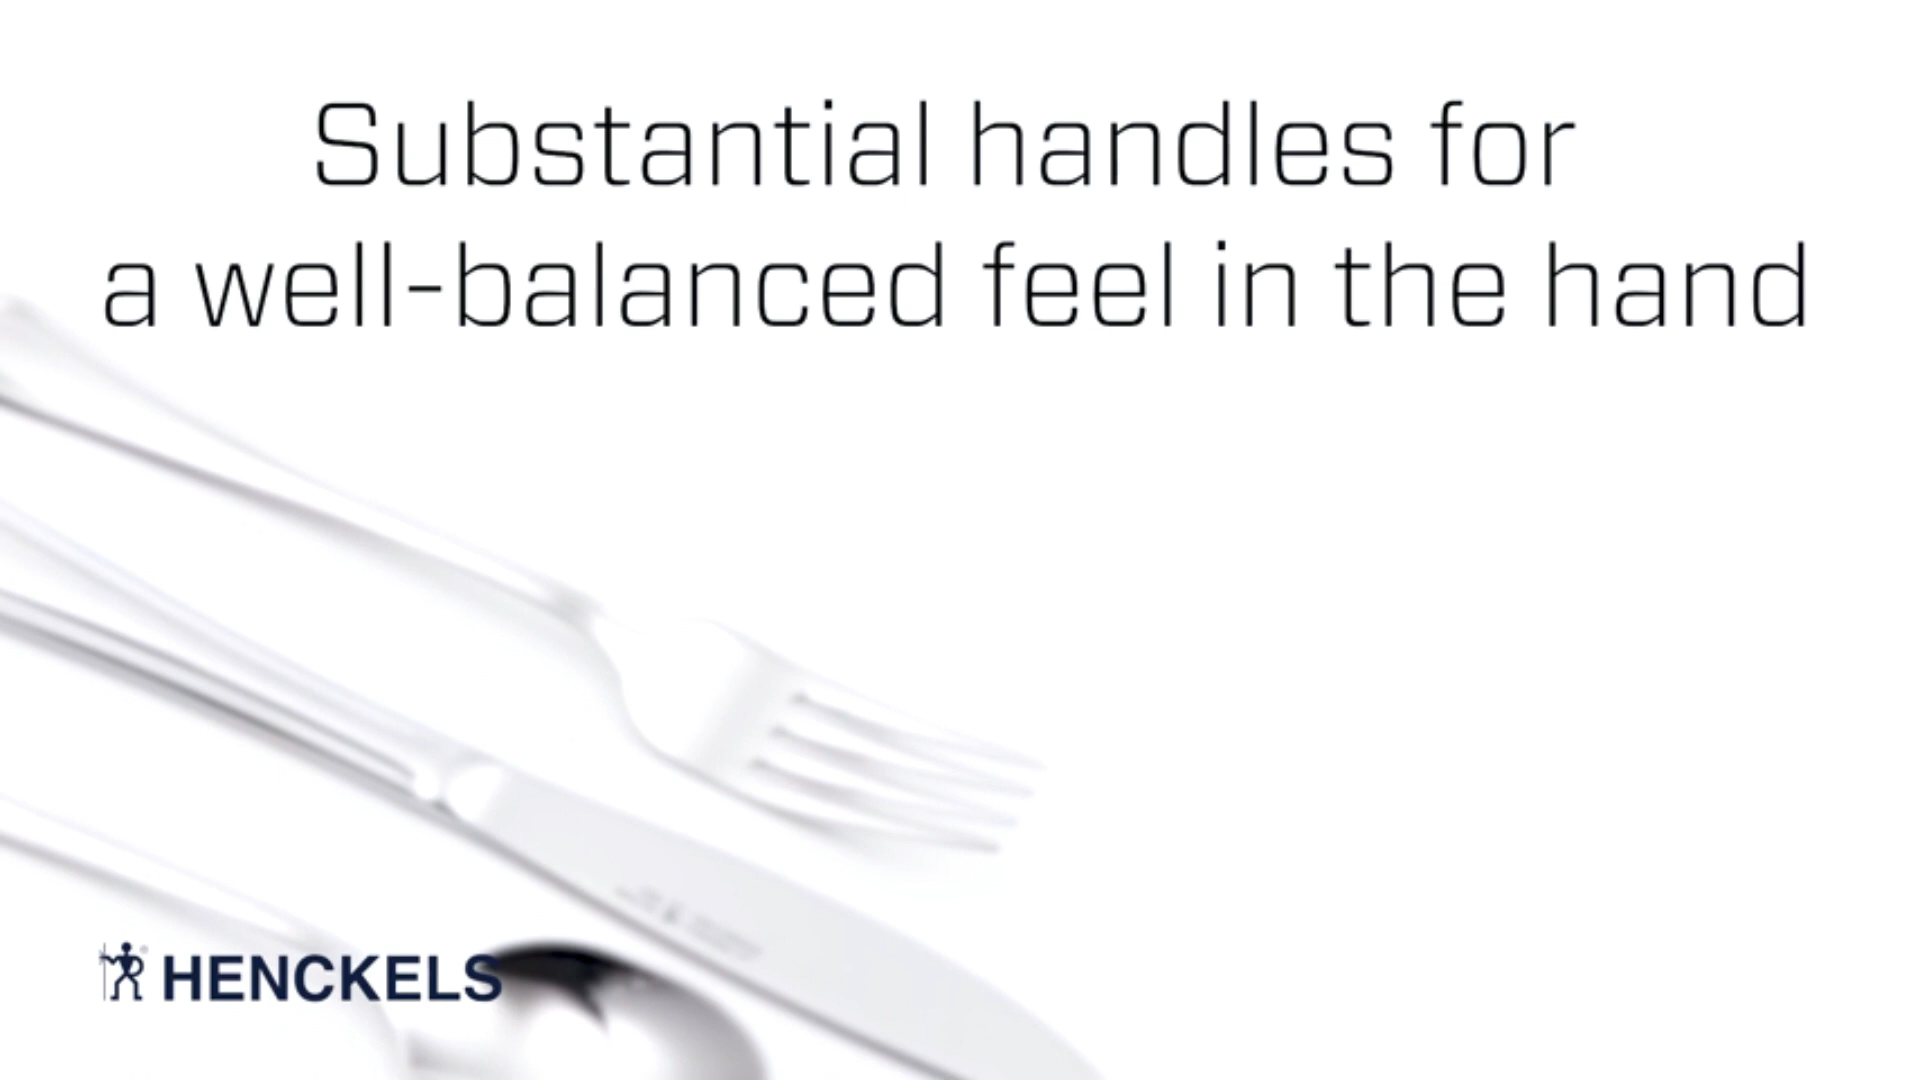 Substantial handles for
a well-balanced feel in the hand
HENCKELS